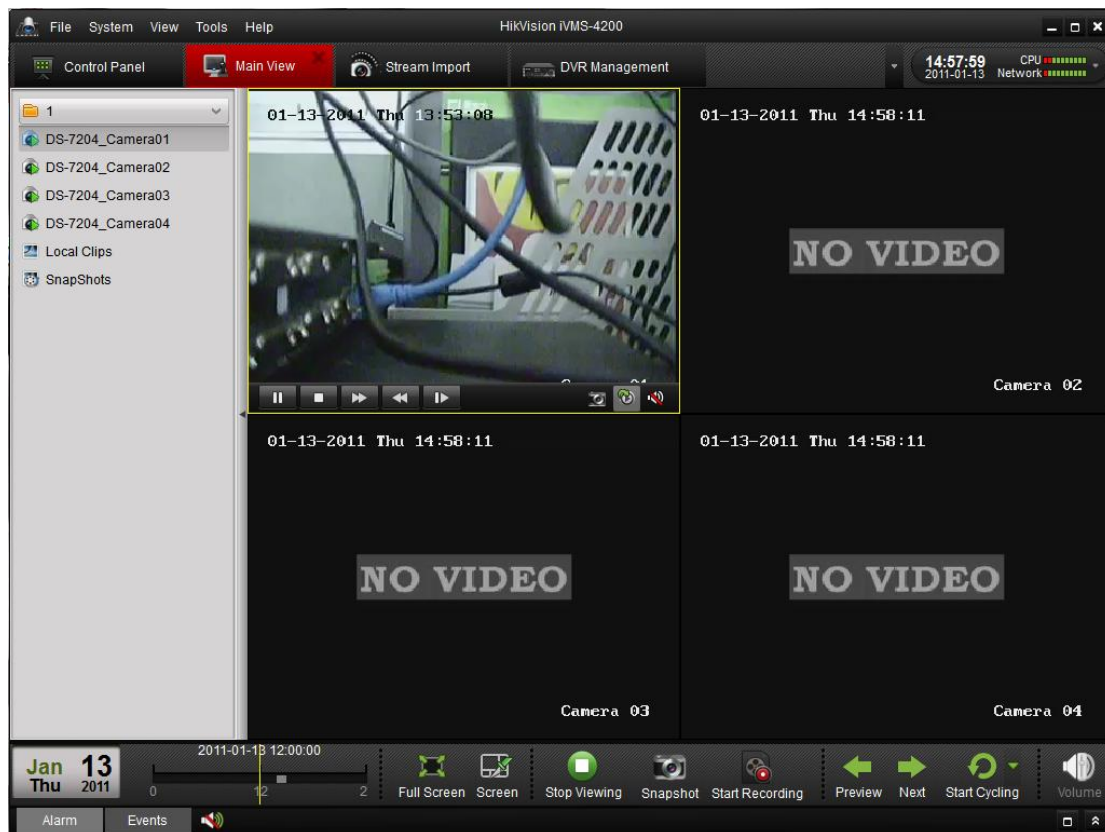 File System View Tools Help HikVision iVMS-4200
Control Panel Main View Stream Import DVR Management 14:57:59 CPU
2011-01-13 Network
1
DS-7204_Camera01
DS-7204_Camera02
DS-7204_Camera03
DS-7204_Camera04
Local Clips
SnapShots
01-13-2011 Thu 13:53:08
01-13-2011 Thu 14:58:11
NO VIDEO
Camera 02
01-13-2011 Thu 14:58:11
NO VIDEO
Camera 03
01-13-2011 Thu 14:58:11
NO VIDEO
Camera 04
Jan 13
Thu 2011
2011-01-13 12:00:00
0 12 2
Full Screen Screen Stop Viewing Snapshot Start Recording Preview Next Start Cycling Volume
Alarm Events